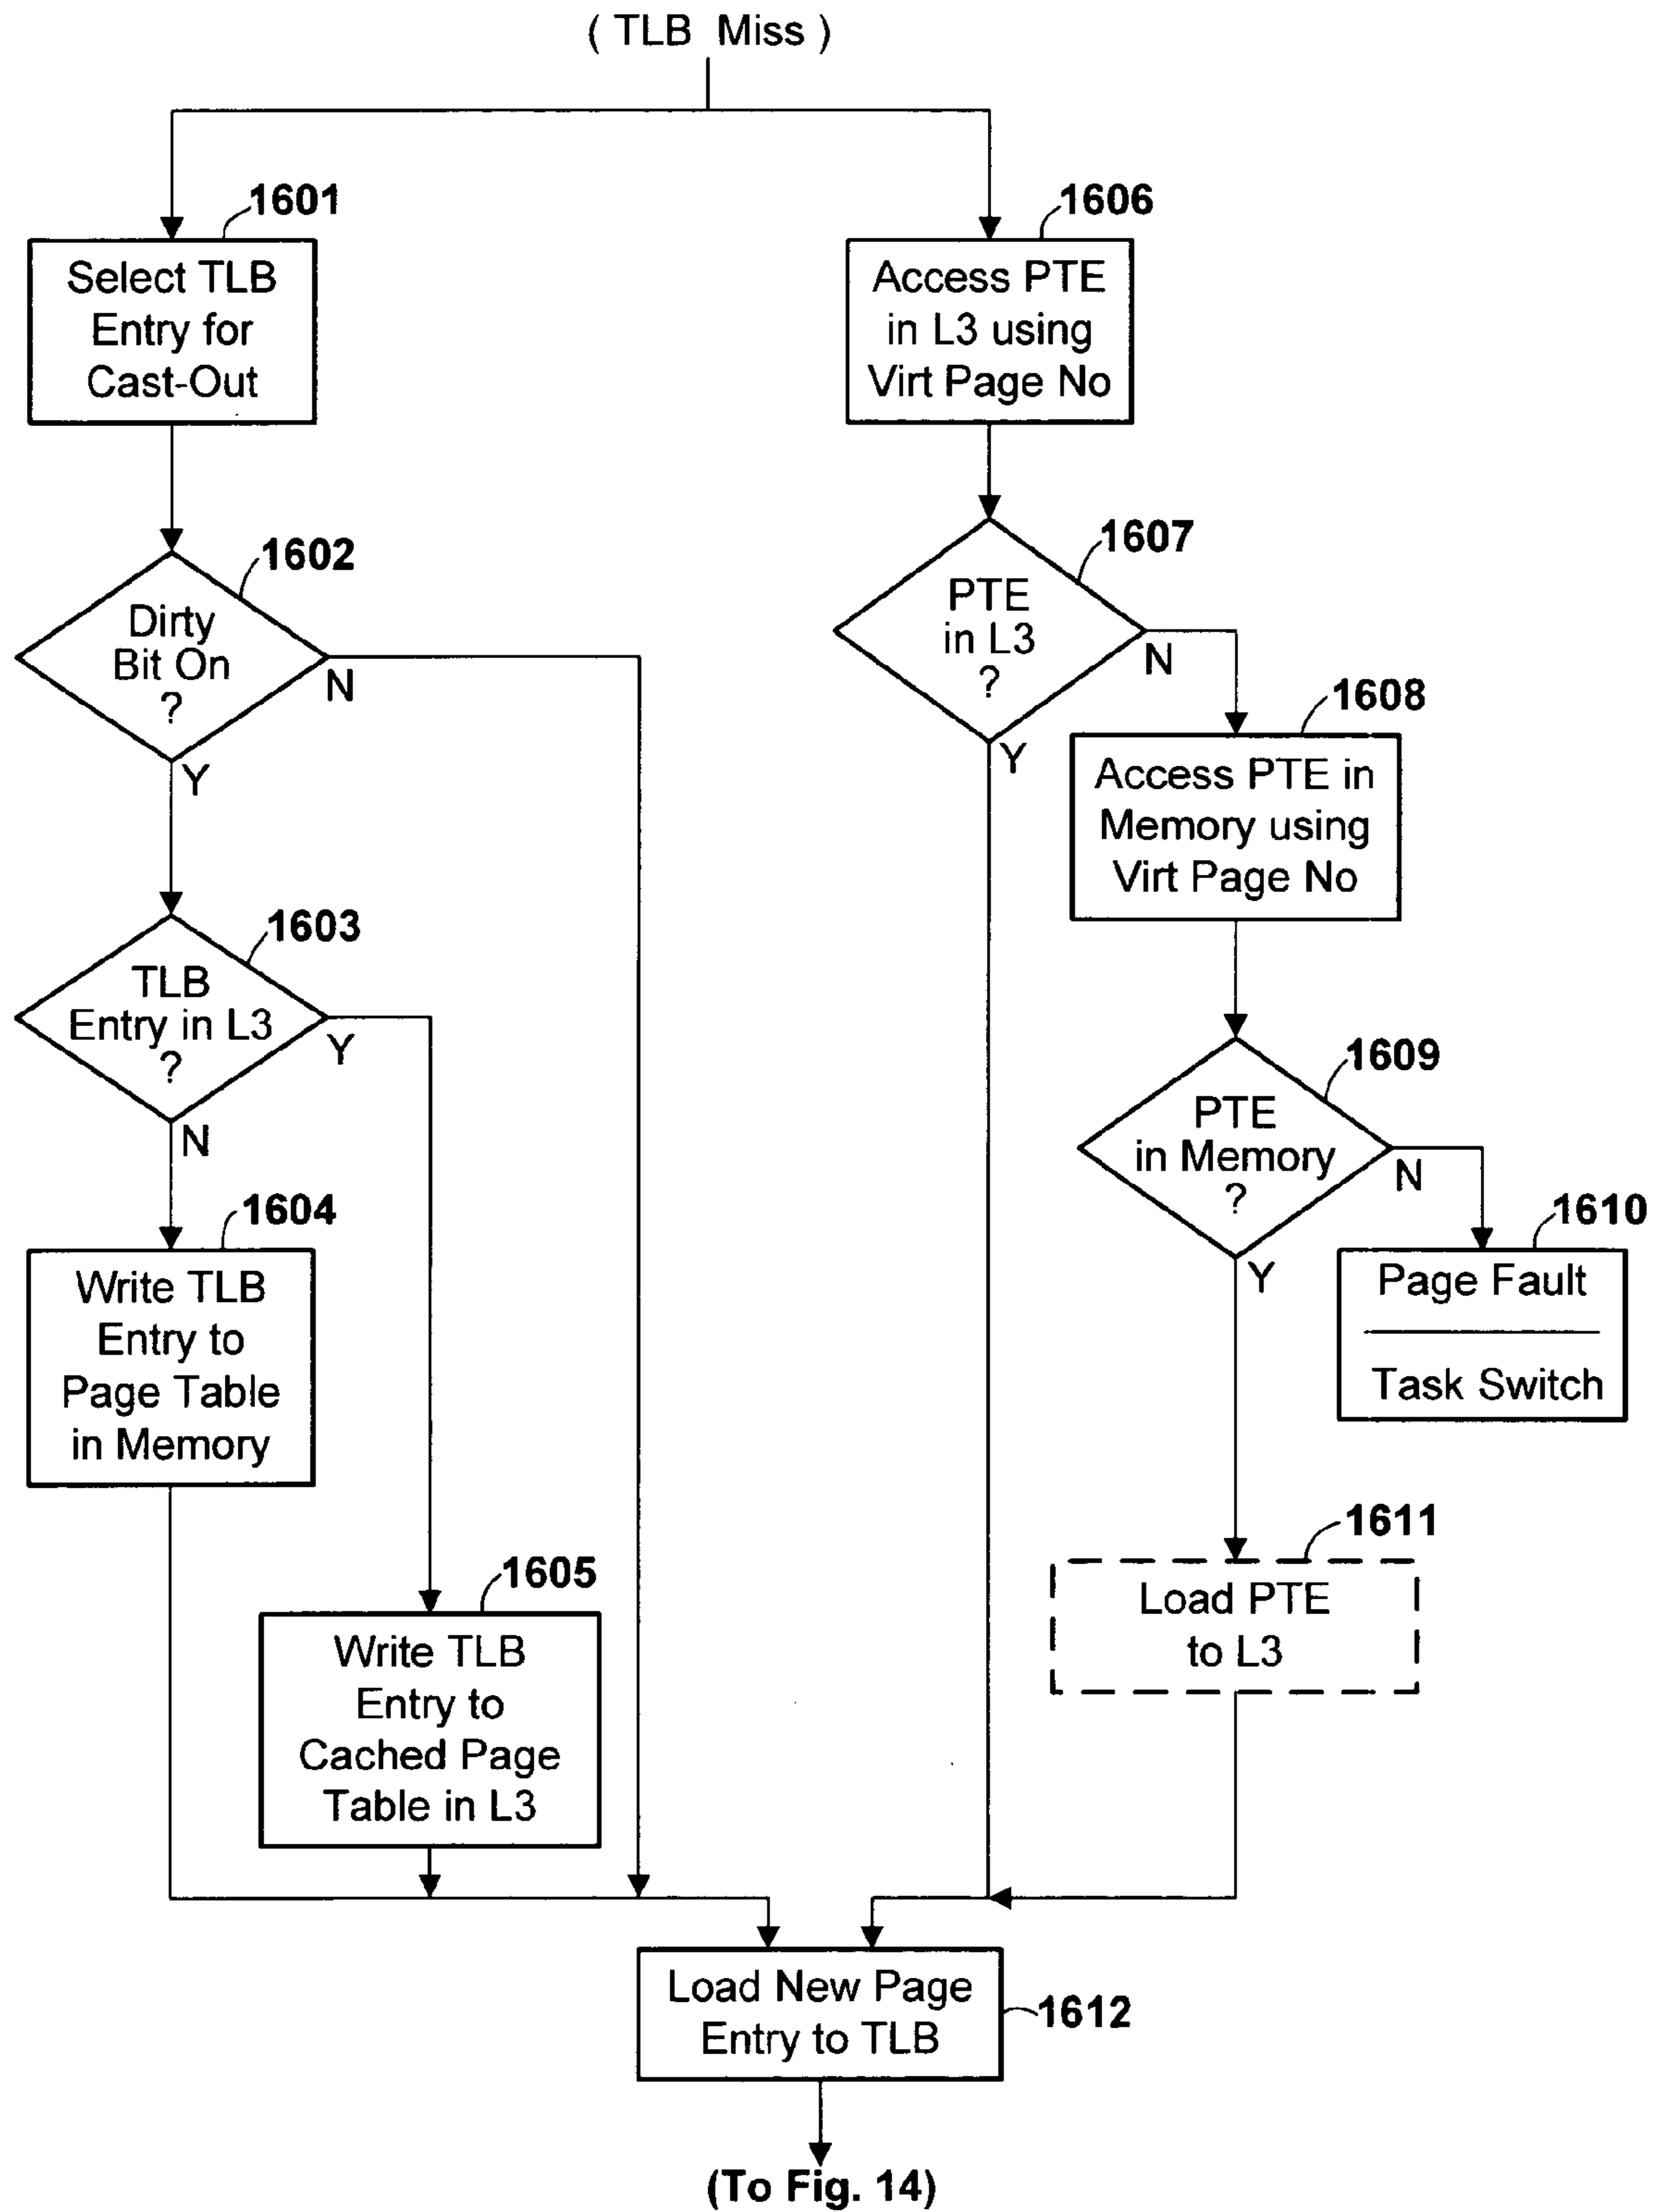 ( TLB Miss )
1601
Select TLB
Entry for
Cast-Out
1602
Dirty
Bit On
?
N
Y
1603
TLB
Entry in L3
?
Y
N
1604
Write TLB
Entry to
Page Table
in Memory
1605
Write TLB
Entry to
Cached Page
Table in L3
1606
Access PTE
in L3 using
Virt Page No
1607
PTE
in L3
?
N
Y
1608
Access PTE in
Memory using
Virt Page No
1609
PTE
in Memory
?
N
Y
1610
Page Fault
Task Switch
1611
Load PTE
to L3
Load New Page
Entry to TLB
1612
(To Fig. 14)